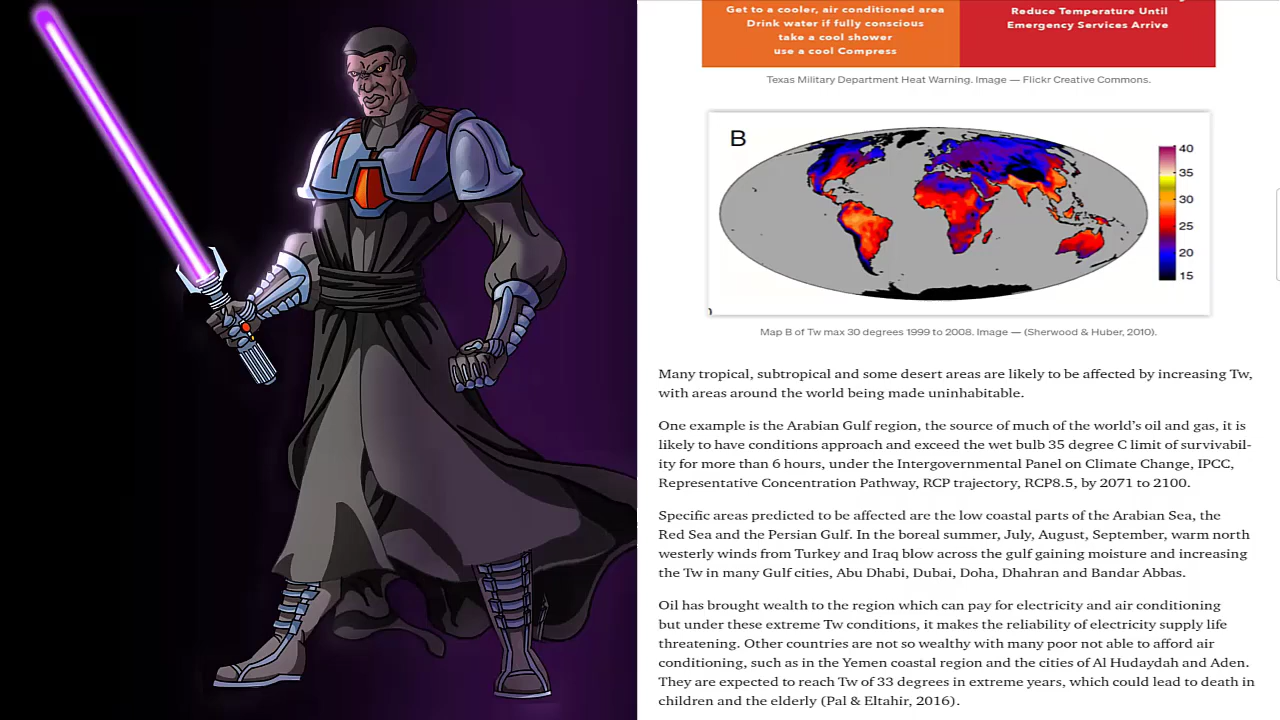 Get to a cooler, air conditioned area
Drink water if fully conscious
take a cool shower
use a cool Compress
Reduce Temperature Until
Emergency Services Arrive
Texas Military Department Heat Warning. Image — Flickr Creative Commons.
B
40
35
30
25
20
15
Map B of Tw max 30 degrees 1999 to 2008. Image — (Sherwood & Huber, 2010).
Many tropical, subtropical and some desert areas are likely to be affected by increasing Tw,
with areas around the world being made uninhabitable.
One example is the Arabian Gulf region, the source of much of the world’s oil and gas, it is
likely to have conditions approach and exceed the wet bulb 35 degree C limit of survivabil-
ity for more than 6 hours, under the Intergovernmental Panel on Climate Change, IPCC,
Representative Concentration Pathway, RCP trajectory, RCP8.5, by 2071 to 2100.
Specific areas predicted to be affected are the low coastal parts of the Arabian Sea, the
Red Sea and the Persian Gulf. In the boreal summer, July, August, September, warm north
westerly winds from Turkey and Iraq blow across the gulf gaining moisture and increasing
the Tw in many Gulf cities, Abu Dhabi, Dubai, Doha, Dhahran and Bandar Abbas.
Oil has brought wealth to the region which can pay for electricity and air conditioning
but under these extreme Tw conditions, it makes the reliability of electricity supply life
threatening. Other countries are not so wealthy with many poor not able to afford air
conditioning, such as in the Yemen coastal region and the cities of Al Hudaydah and Aden.
They are expected to reach Tw of 33 degrees in extreme years, which could lead to death in
children and the elderly (Pal & Eltahir, 2016).